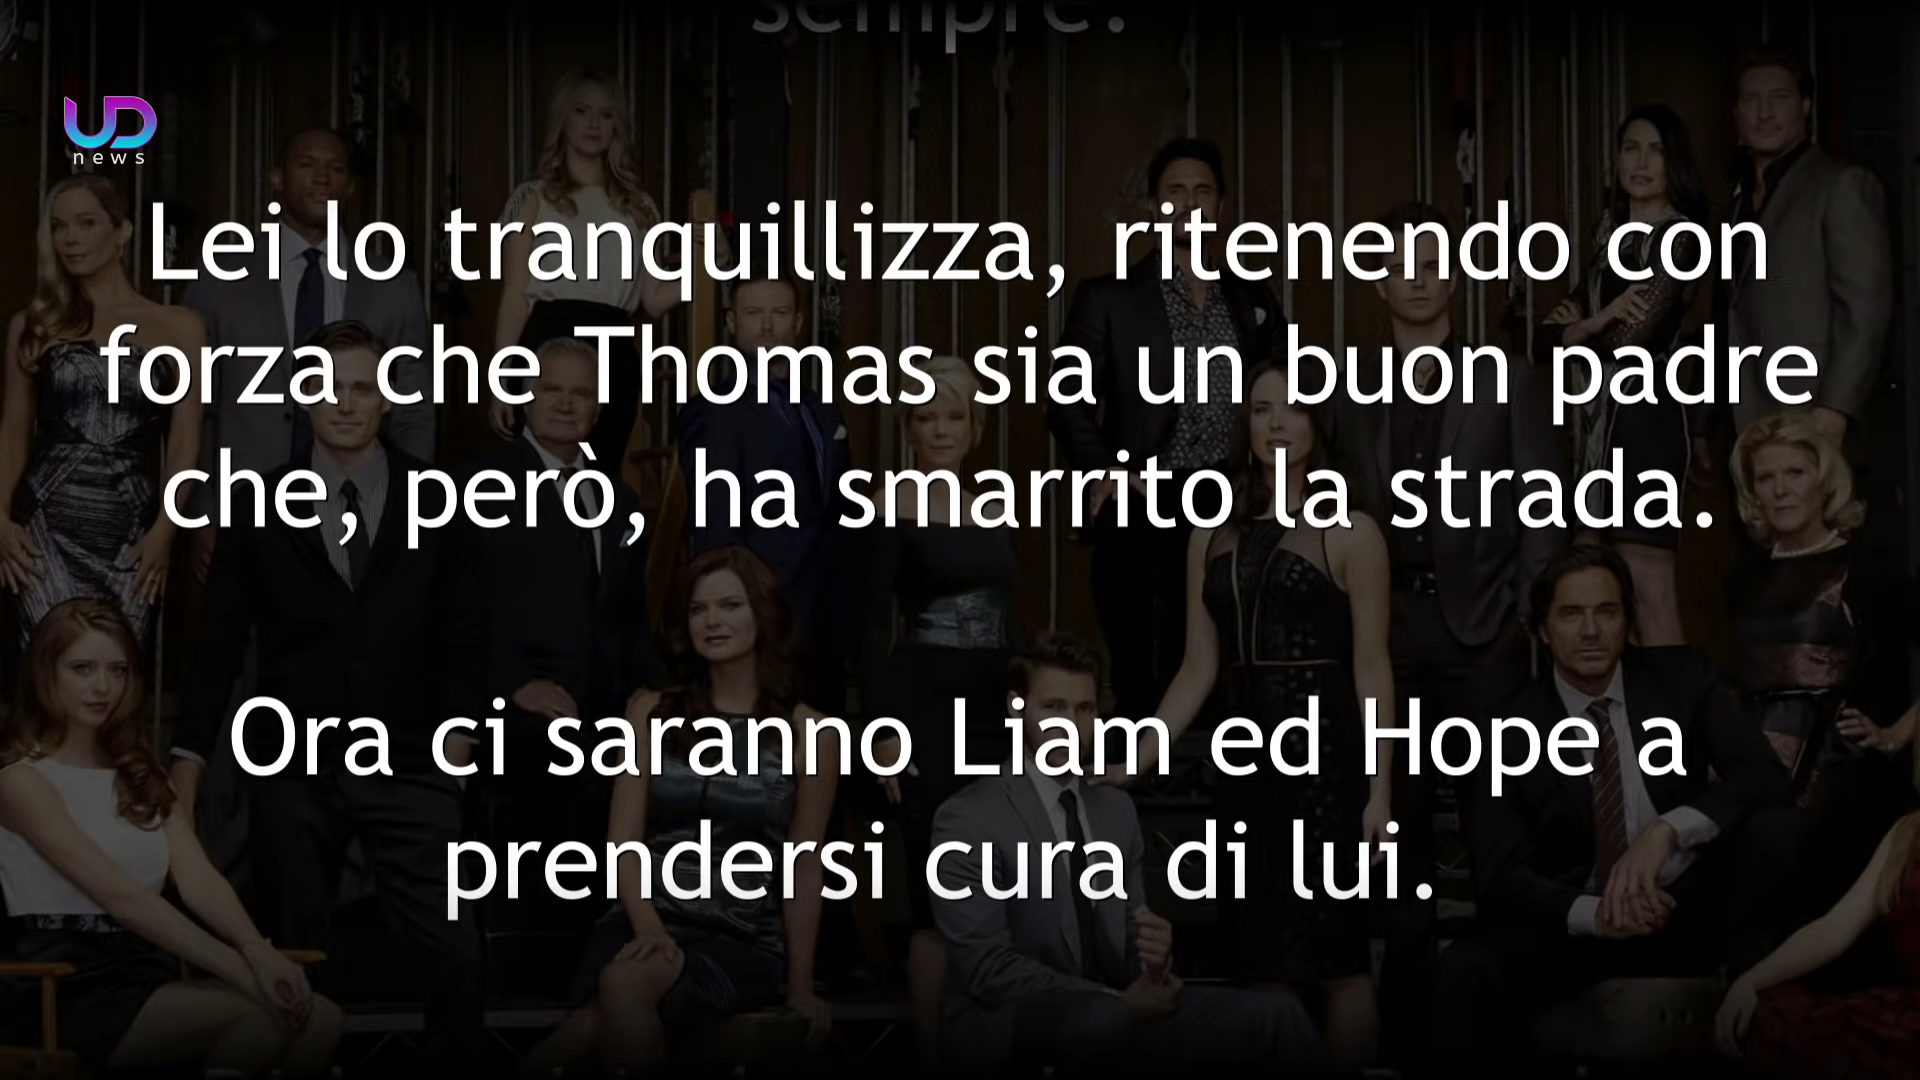 sempre?
UD
news
Lei lo tranquillizza, ritenendo con
forza che Thomas sia un buon padre
che, però, ha smarrito la strada.
Ora ci saranno Liam ed Hope a
prendersi cura di lui.